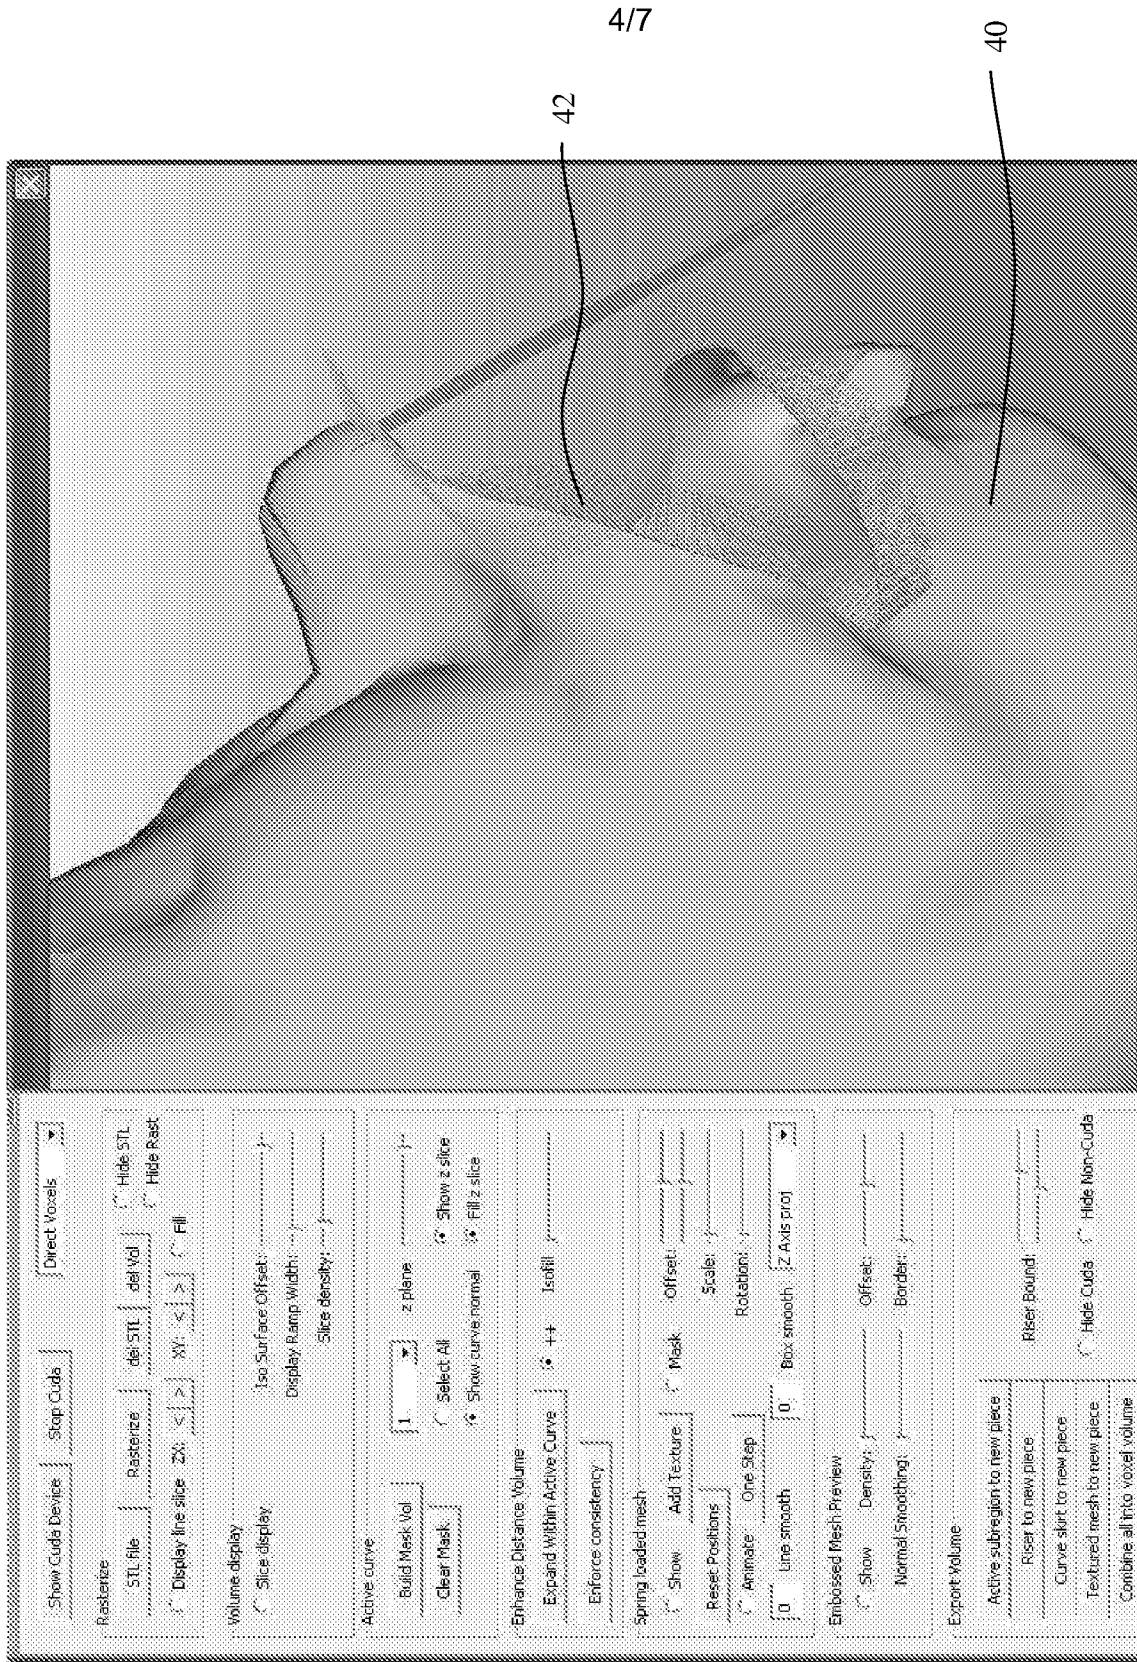 4/7
42
40
Show Cuda Device Stop Cuda Direct Voxels
Rasterize
STL file Rasterize del STL del Vol Hide STL
Hide Rast
Display line slice ZX: < > XY: < > Fill
Volume display
Slice display Iso Surface Offset:
Display Ramp Width:
Slice density:
Active curve
Build Mask Vol 1 z plane
Clear Mask Select All Show z slice
Show curve normal Fill z slice
Enhance Distance Volume
Expand Within Active Curve ++ Isofill
Enforce consistency
Spring loaded mesh
Show Add Texture Mask Offset:
Reset Positions Scale:
Animate One Step Rotation:
0 Line smooth 0 Box smooth Z Axis proj
Embossed Mesh Preview
Show Density: Offset:
Normal Smoothing: Border:
Export Volume
Active subregion to new piece
Riser to new piece Riser Bound:
Curve skirt to new piece
Textured mesh to new piece Hide Cuda Hide Non-Cuda
Combine all into voxel volume